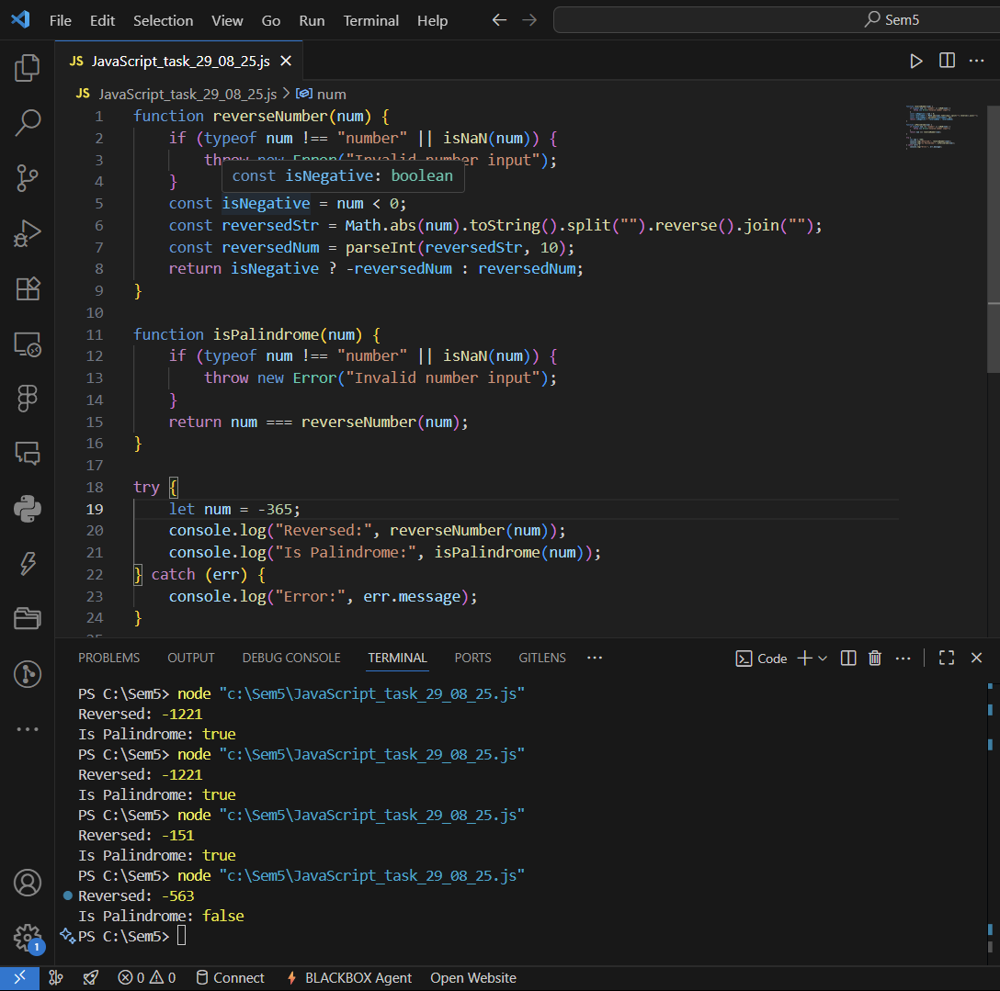 File Edit Selection View Go Run Terminal Help
Sem5
JS JavaScript_task_29_08_25.js
JS JavaScript_task_29_08_25.js > num
1 function reverseNumber(num) {
2 if (typeof num !== "number" || isNaN(num)) {
3 throw new Error("Invalid number input");
const isNegative: boolean
4 }
5 const isNegative = num < 0;
6 const reversedStr = Math.abs(num).toString().split("").reverse().join("");
7 const reversedNum = parseInt(reversedStr, 10);
8 return isNegative ? -reversedNum : reversedNum;
9 }
10
11 function isPalindrome(num) {
12 if (typeof num !== "number" || isNaN(num)) {
13 throw new Error("Invalid number input");
14 }
15 return num === reverseNumber(num);
16 }
17
18 try {
19 let num = -365;
20 console.log("Reversed:", reverseNumber(num));
21 console.log("Is Palindrome:", isPalindrome(num));
22 } catch (err) {
23 console.log("Error:", err.message);
24 }
25
PROBLEMS OUTPUT DEBUG CONSOLE TERMINAL PORTS GITLENS ··· Code
PS C:\Sem5> node "c:\Sem5\JavaScript_task_29_08_25.js"
Reversed: -1221
Is Palindrome: true
PS C:\Sem5> node "c:\Sem5\JavaScript_task_29_08_25.js"
Reversed: -1221
Is Palindrome: true
PS C:\Sem5> node "c:\Sem5\JavaScript_task_29_08_25.js"
Reversed: -151
Is Palindrome: true
PS C:\Sem5> node "c:\Sem5\JavaScript_task_29_08_25.js"
Reversed: -563
Is Palindrome: false
PS C:\Sem5>
1
0 0 Connect BLACKBOX Agent Open Website